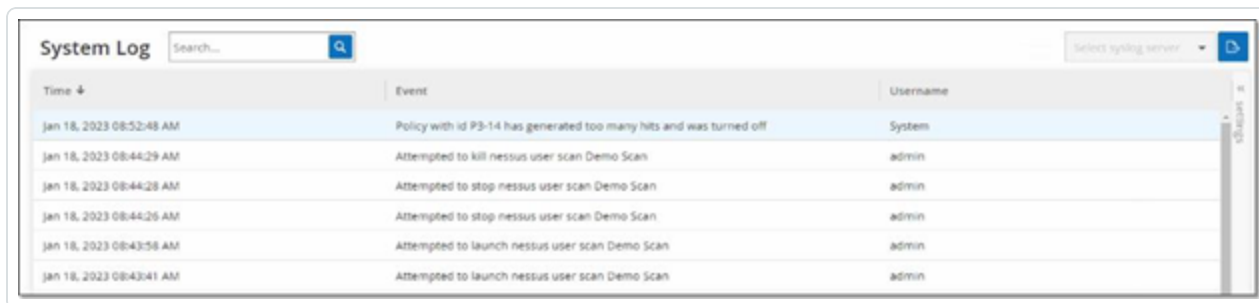 System Log Search... Select syslog server
Time Event Username
Jan 18, 2023 08:52:48 AM Policy with id P3-14 has generated too many hits and was turned off System
Jan 18, 2023 08:44:29 AM Attempted to kill nessus user scan Demo Scan admin
Jan 18, 2023 08:44:28 AM Attempted to stop nessus user scan Demo Scan admin
Jan 18, 2023 08:44:26 AM Attempted to stop nessus user scan Demo Scan admin
Jan 18, 2023 08:43:58 AM Attempted to launch nessus user scan Demo Scan admin
Jan 18, 2023 08:43:41 AM Attempted to launch nessus user scan Demo Scan admin
settings